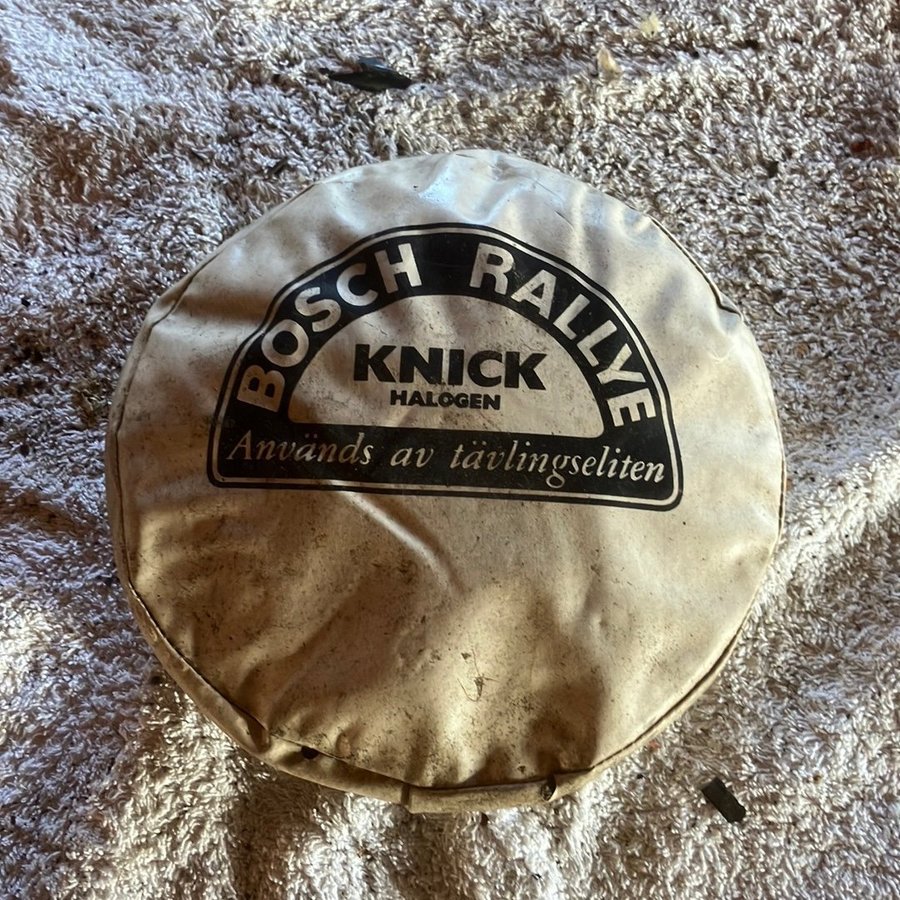 BOSCH RALLYE
KNICK
HALOGEN
Används av tävlingseliten